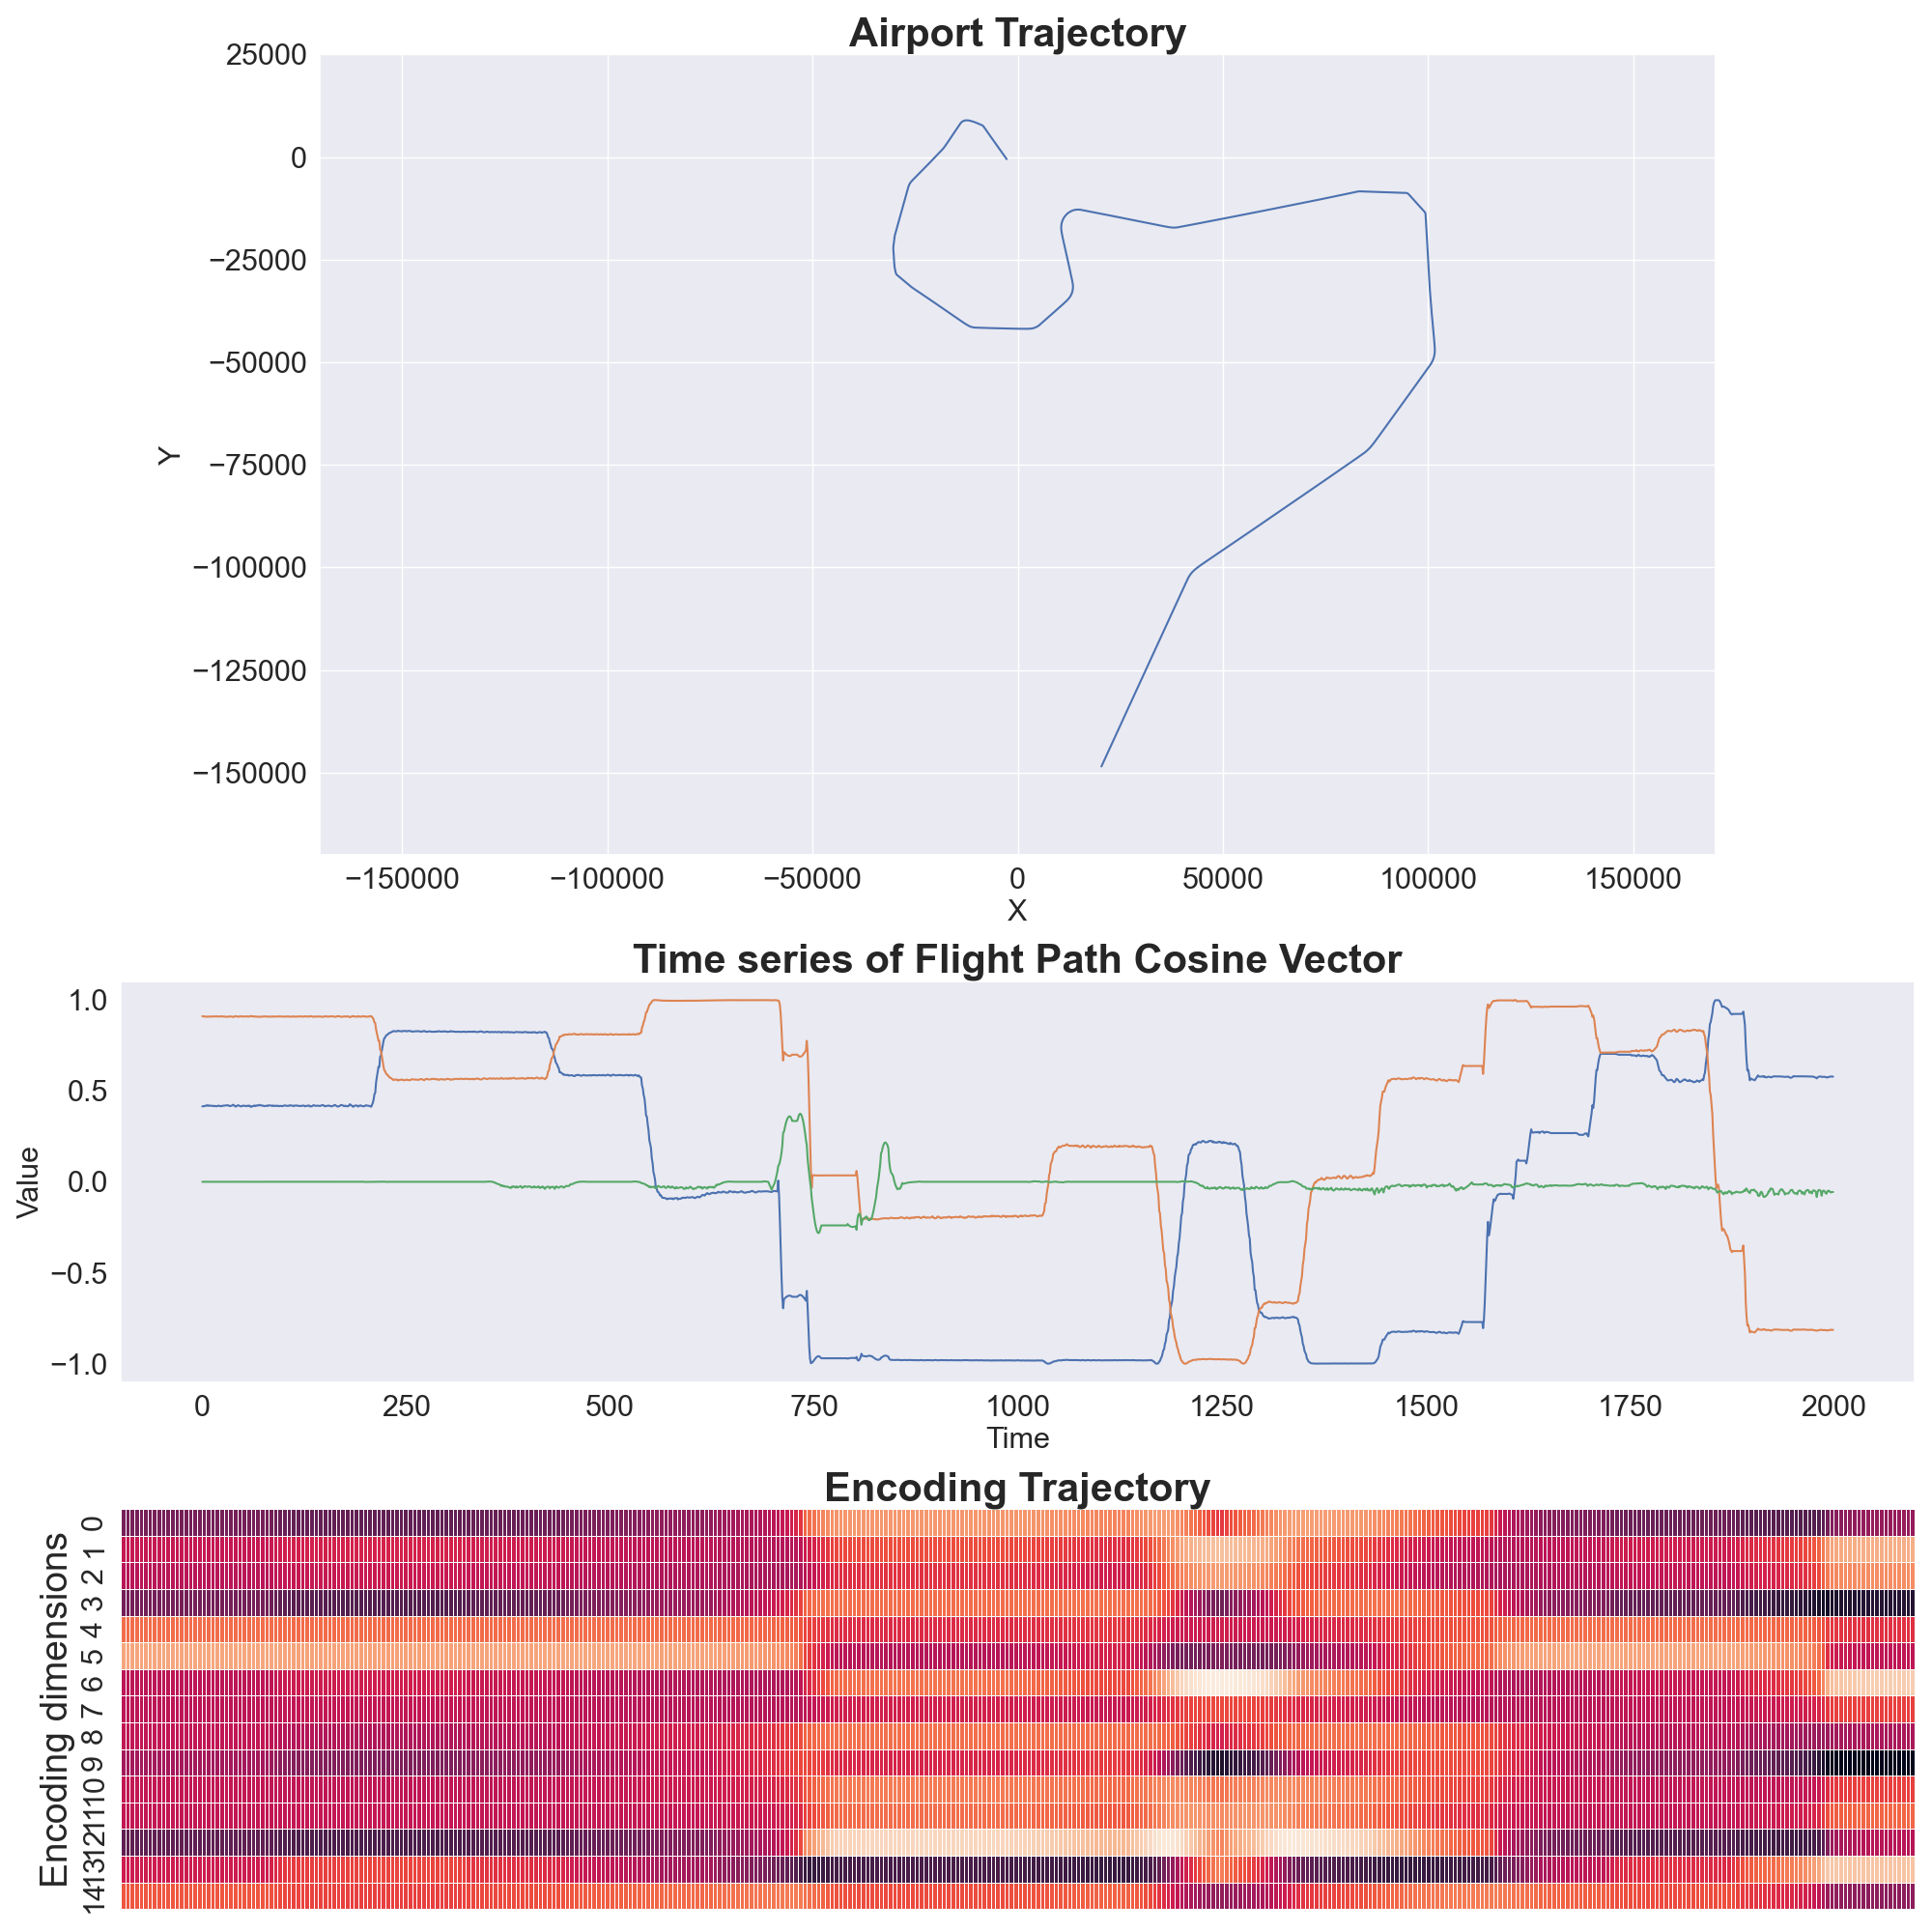 Airport Trajectory
25000
0
−25000
−50000
−75000
−100000
−125000
−150000
Y
−150000 −100000 −50000 0 50000 100000 150000
X
Time series of Flight Path Cosine Vector
1.0
0.5
0.0
−0.5
−1.0
Value
0 250 500 750 1000 1250 1500 1750 2000
Time
Encoding Trajectory
Encoding dimensions
0
1
2
3
4
5
6
7
8
9
10
11
12
13
14